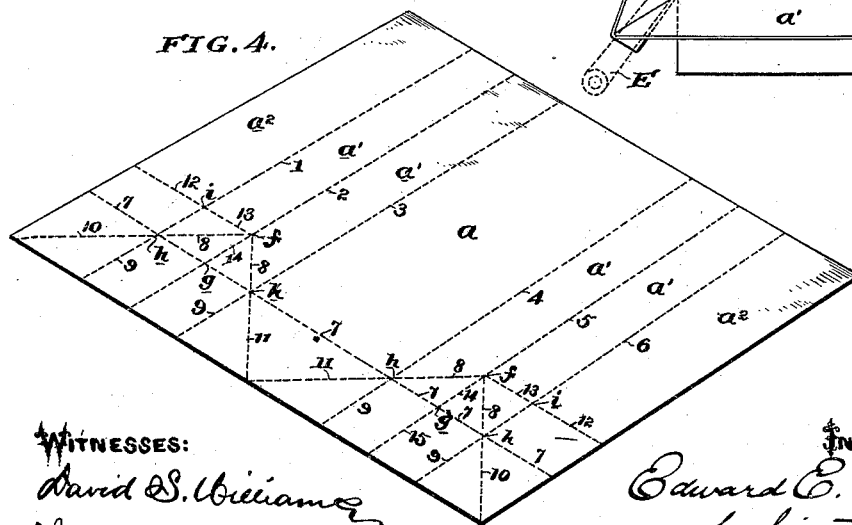 a'
E
FIG. 4.
a²
a'
a'
1
2
3
a
12
i
13
7
10
8
f
h
14
8
9
g
9
k
7
11
11
h
8
f
4
a'
5
a'
6
a²
7
14
13
i
7
8
12
9
g
15
h
9
7
10
WITNESSES:
David S. Williams
Edward E.